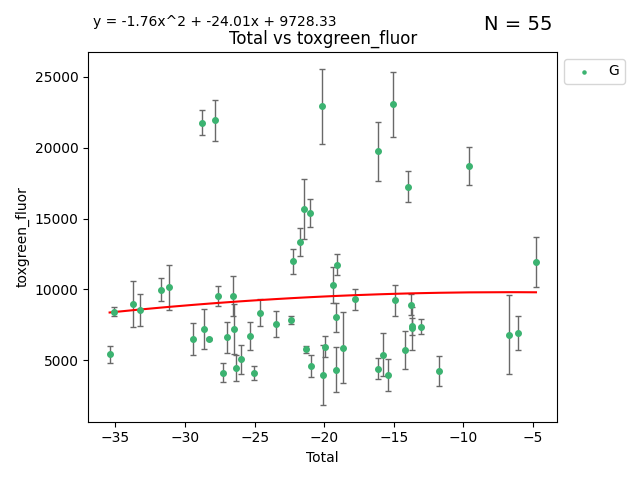 y = -1.76x^2 + -24.01x + 9728.33
N = 55
Total vs toxgreen_fluor
G
25000
20000
15000
10000
5000
toxgreen_fluor
−35 −30 −25 −20 −15 −10 −5
Total